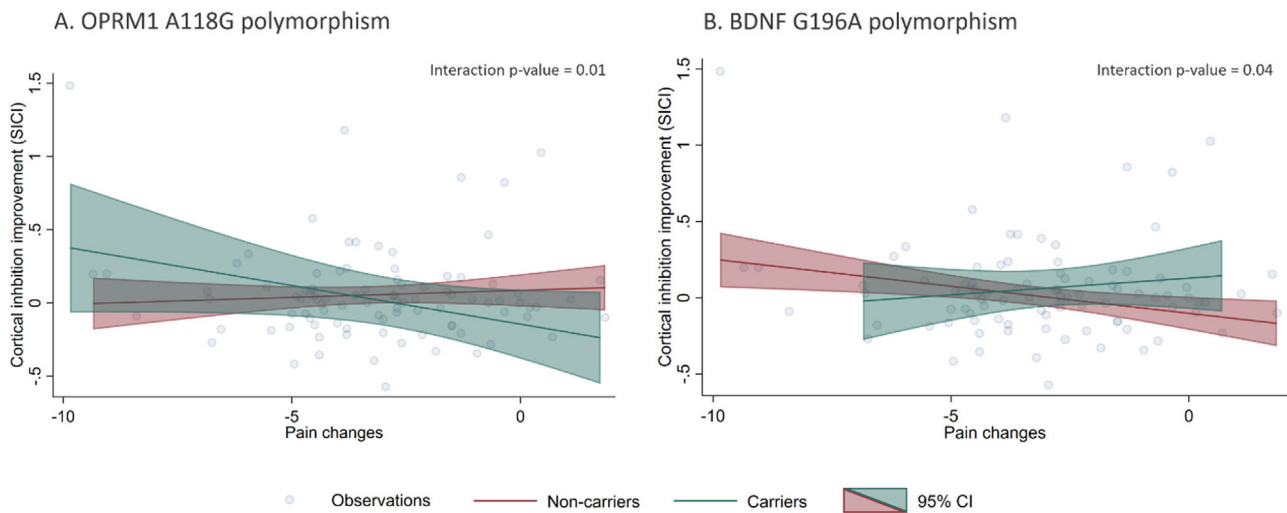 A. OPRM1 A118G polymorphism
Interaction p-value = 0.01
Cortical inhibition improvement (SICI)
1.5
1
.5
0
-.5
-10
-5
0
Pain changes
B. BDNF G196A polymorphism
Interaction p-value = 0.04
Cortical inhibition improvement (SICI)
1.5
1
.5
0
-.5
-10
-5
0
Pain changes
Observations
Non-carriers
Carriers
95% CI